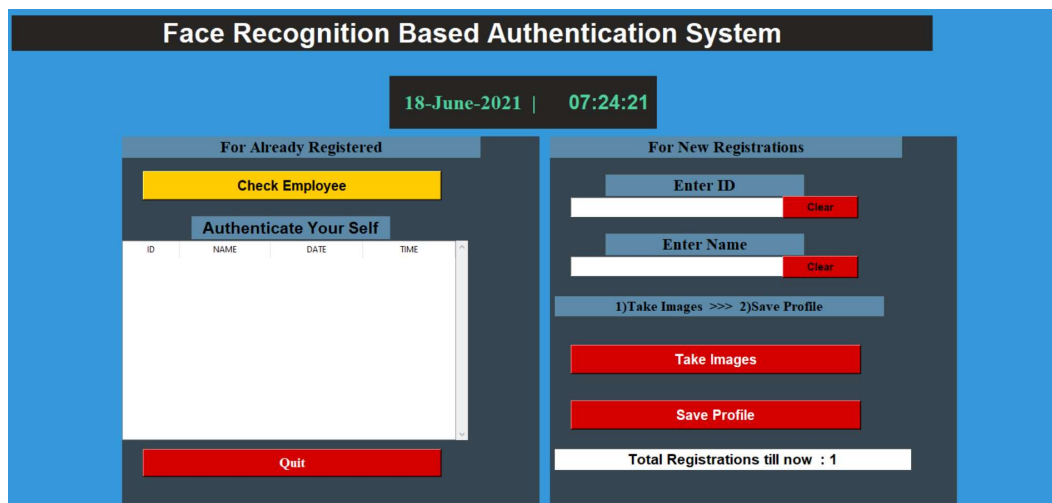 Face Recognition Based Authentication System
18-June-2021 | 07:24:21
For Already Registered
Check Employee
Authenticate Your Self
ID NAME DATE TIME
Quit
For New Registrations
Enter ID
Clear
Enter Name
Clear
1)Take Images >>> 2)Save Profile
Take Images
Save Profile
Total Registrations till now : 1